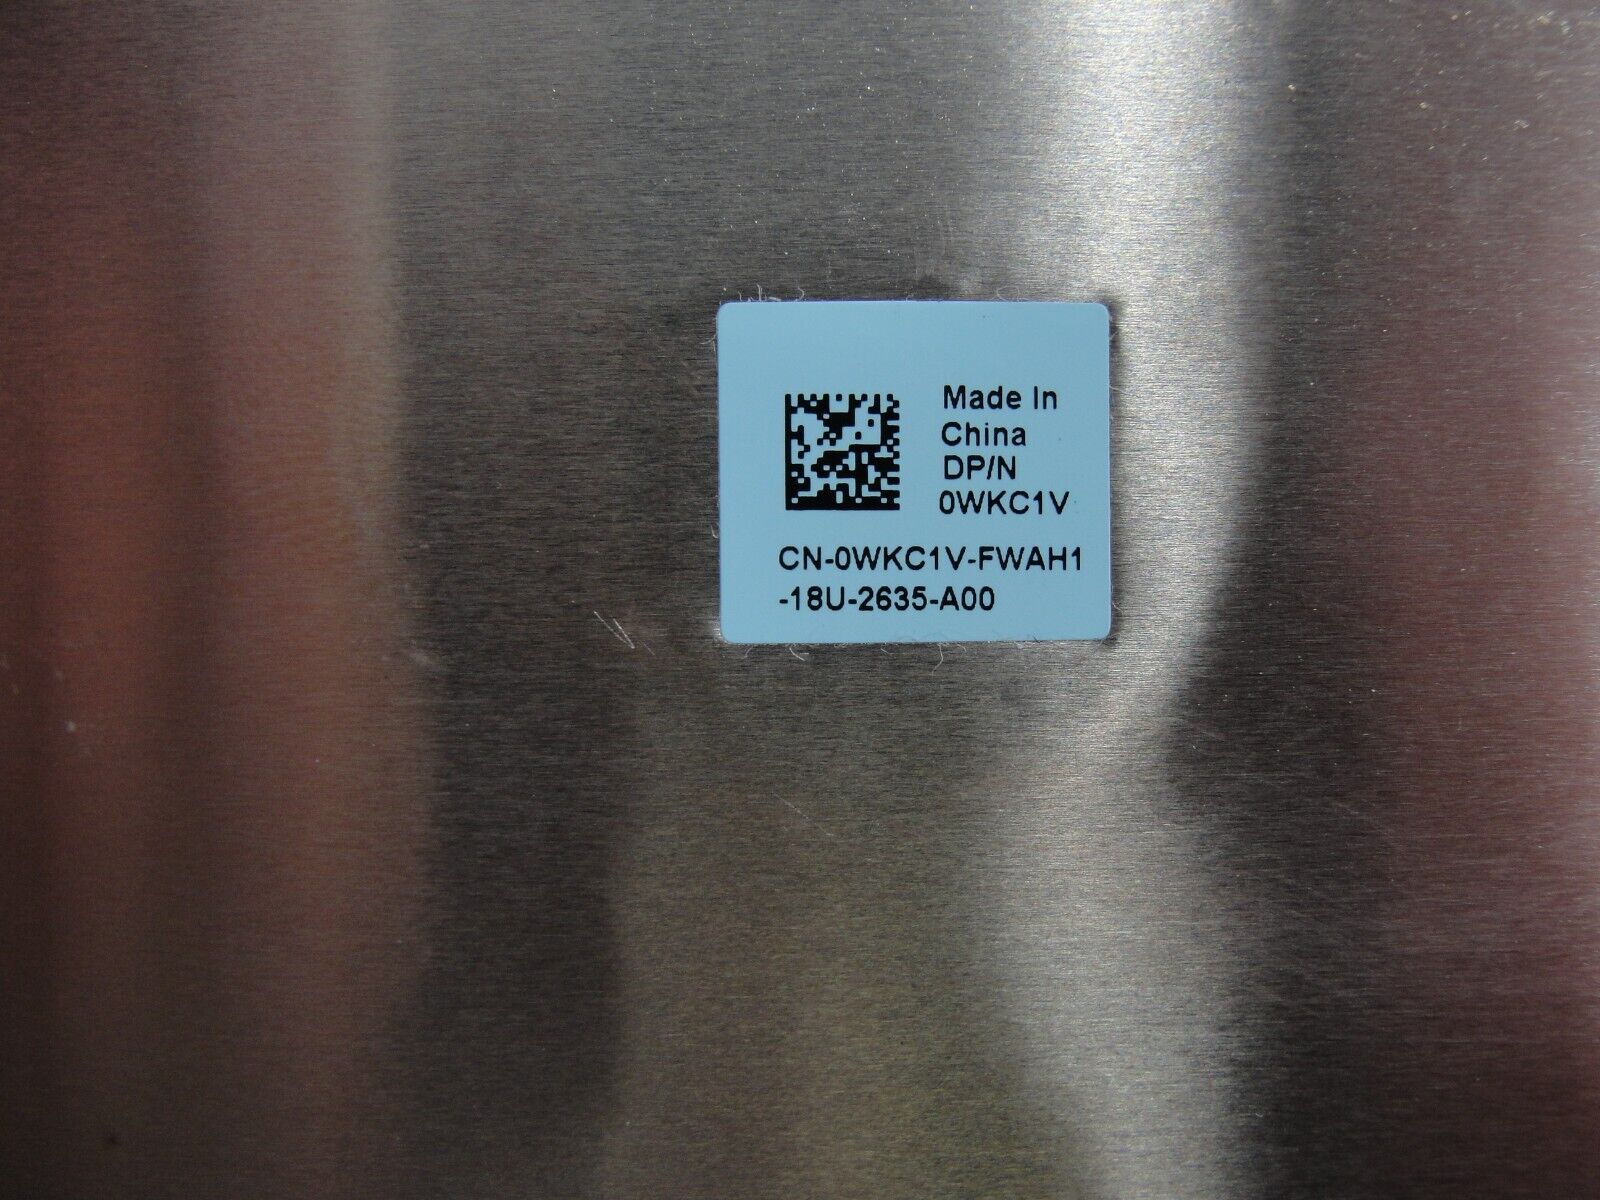 Made In
China
DP/N
0WKC1V
CN-0WKC1V-FWAH1
-18U-2635-A00